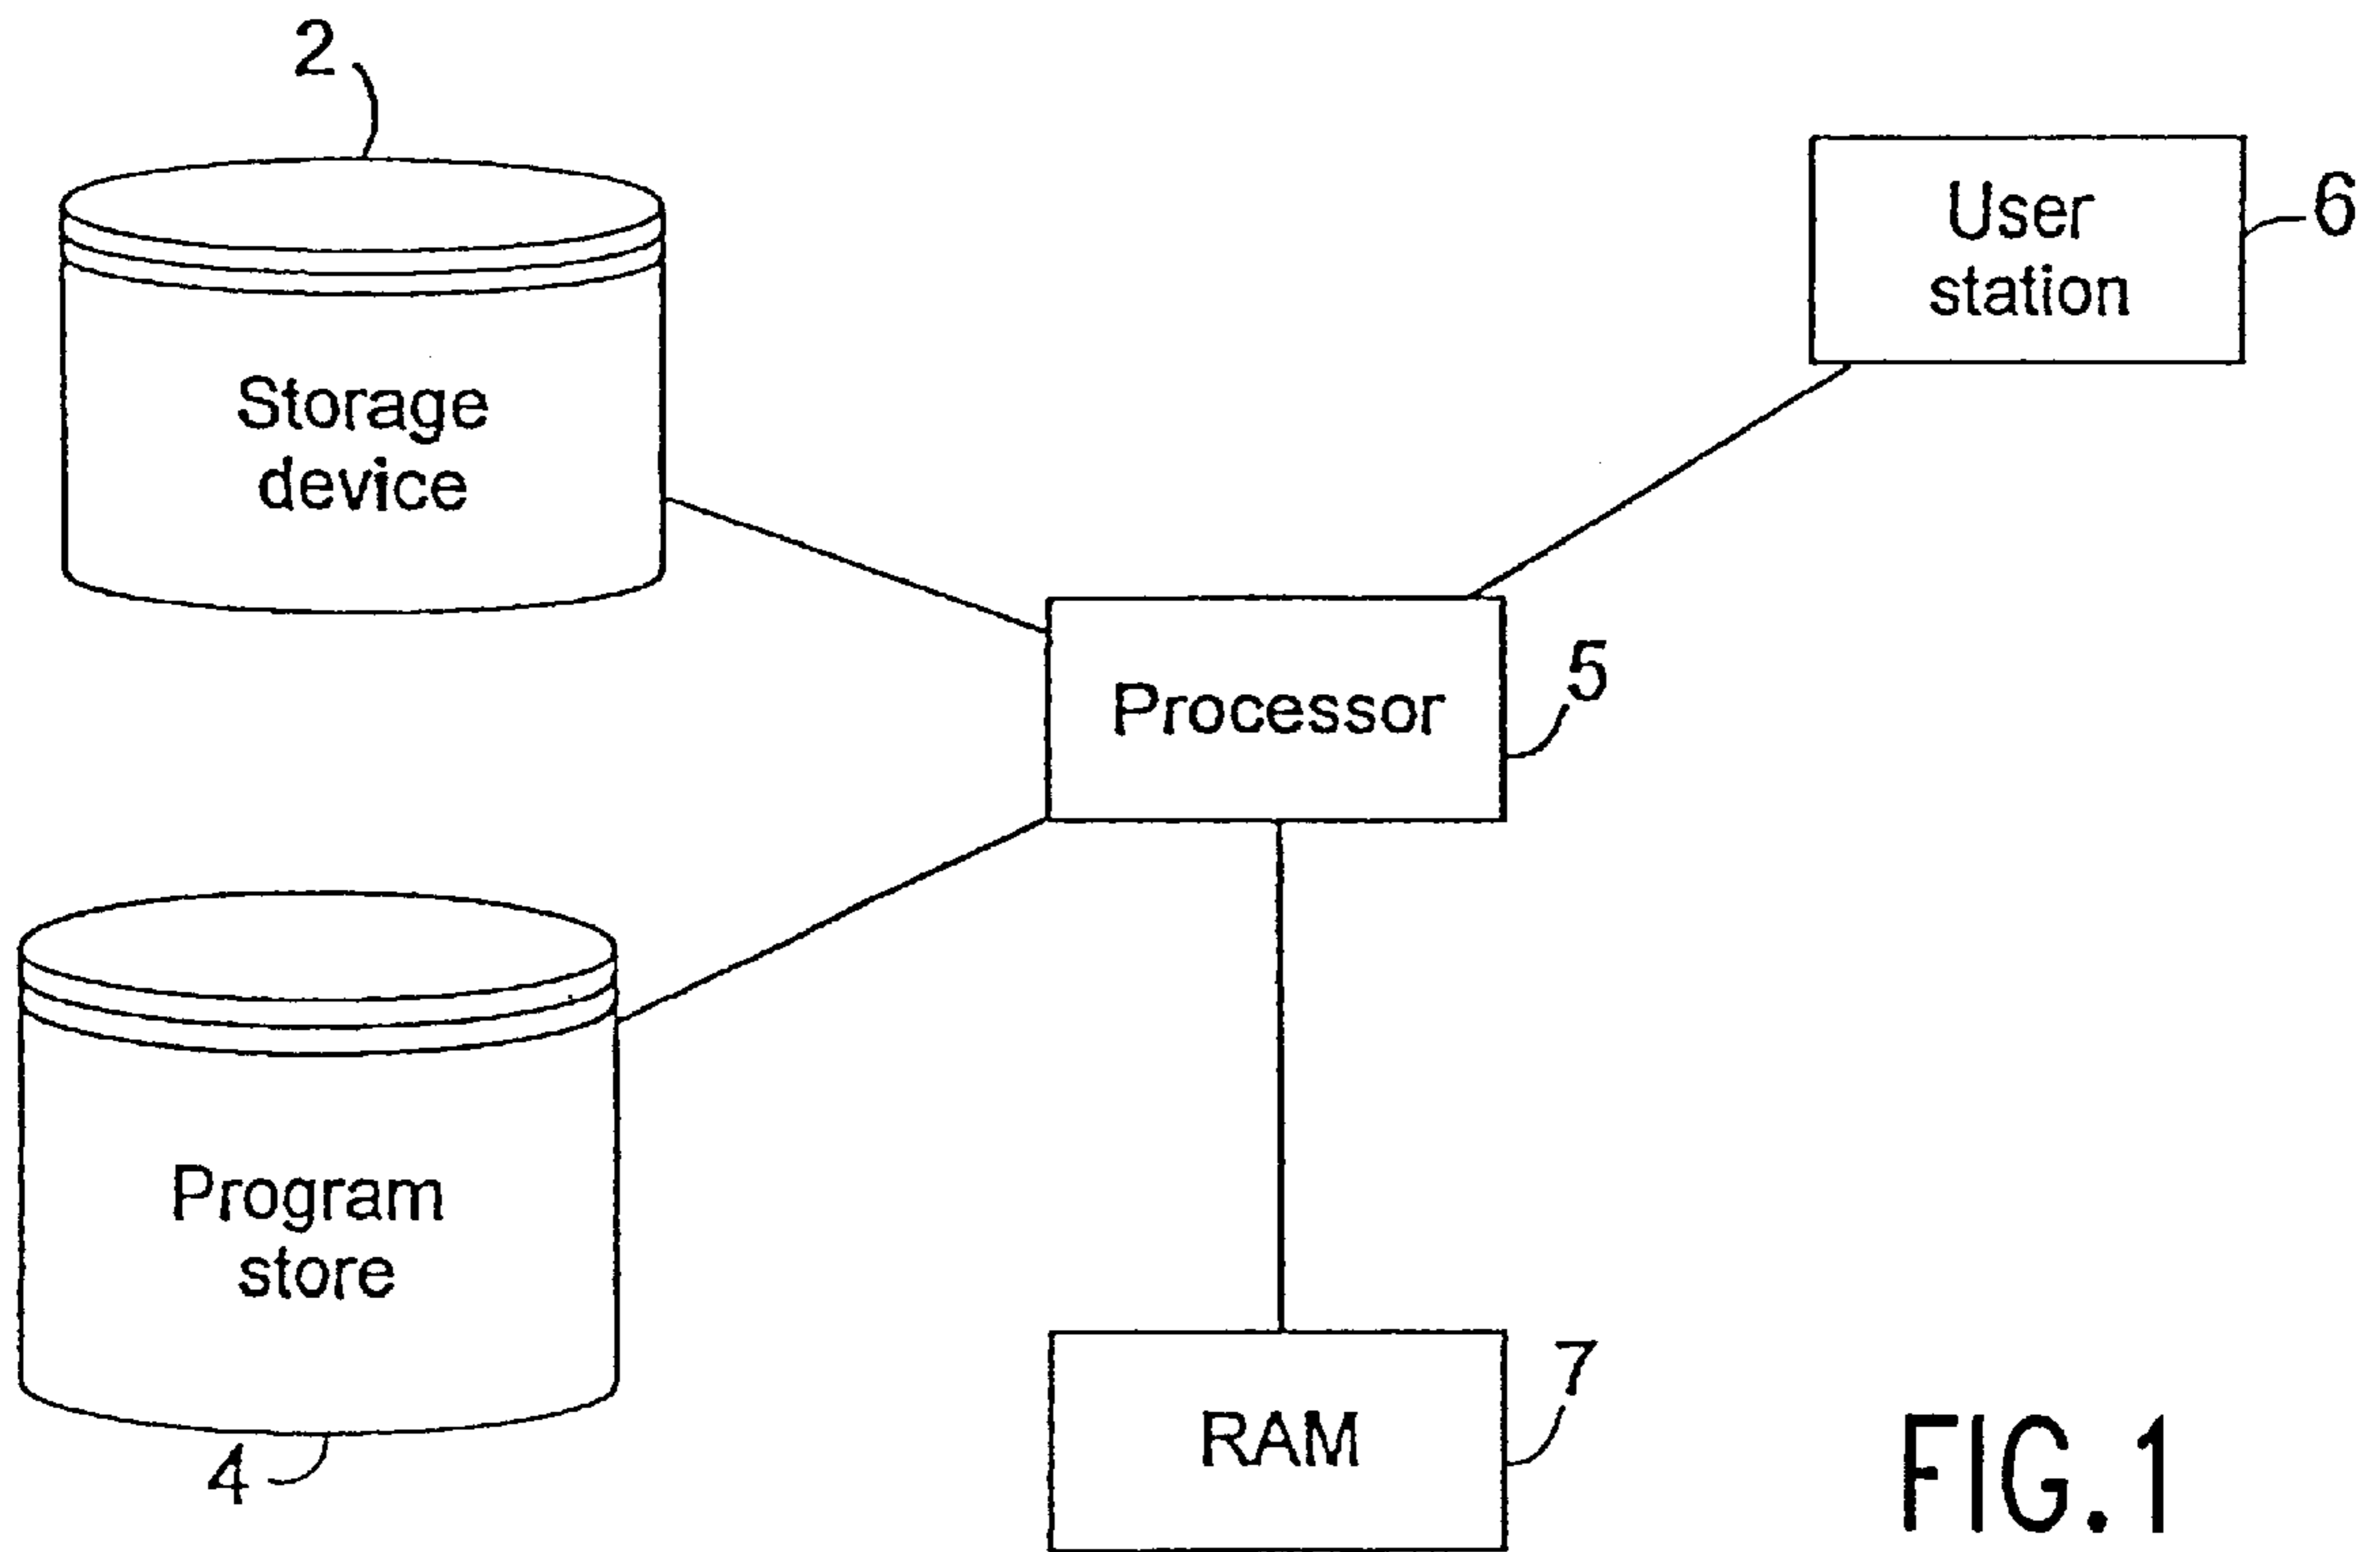 2
Storage
device
User
station
6
Processor
5
Program
store
4
RAM
7
FIG.1